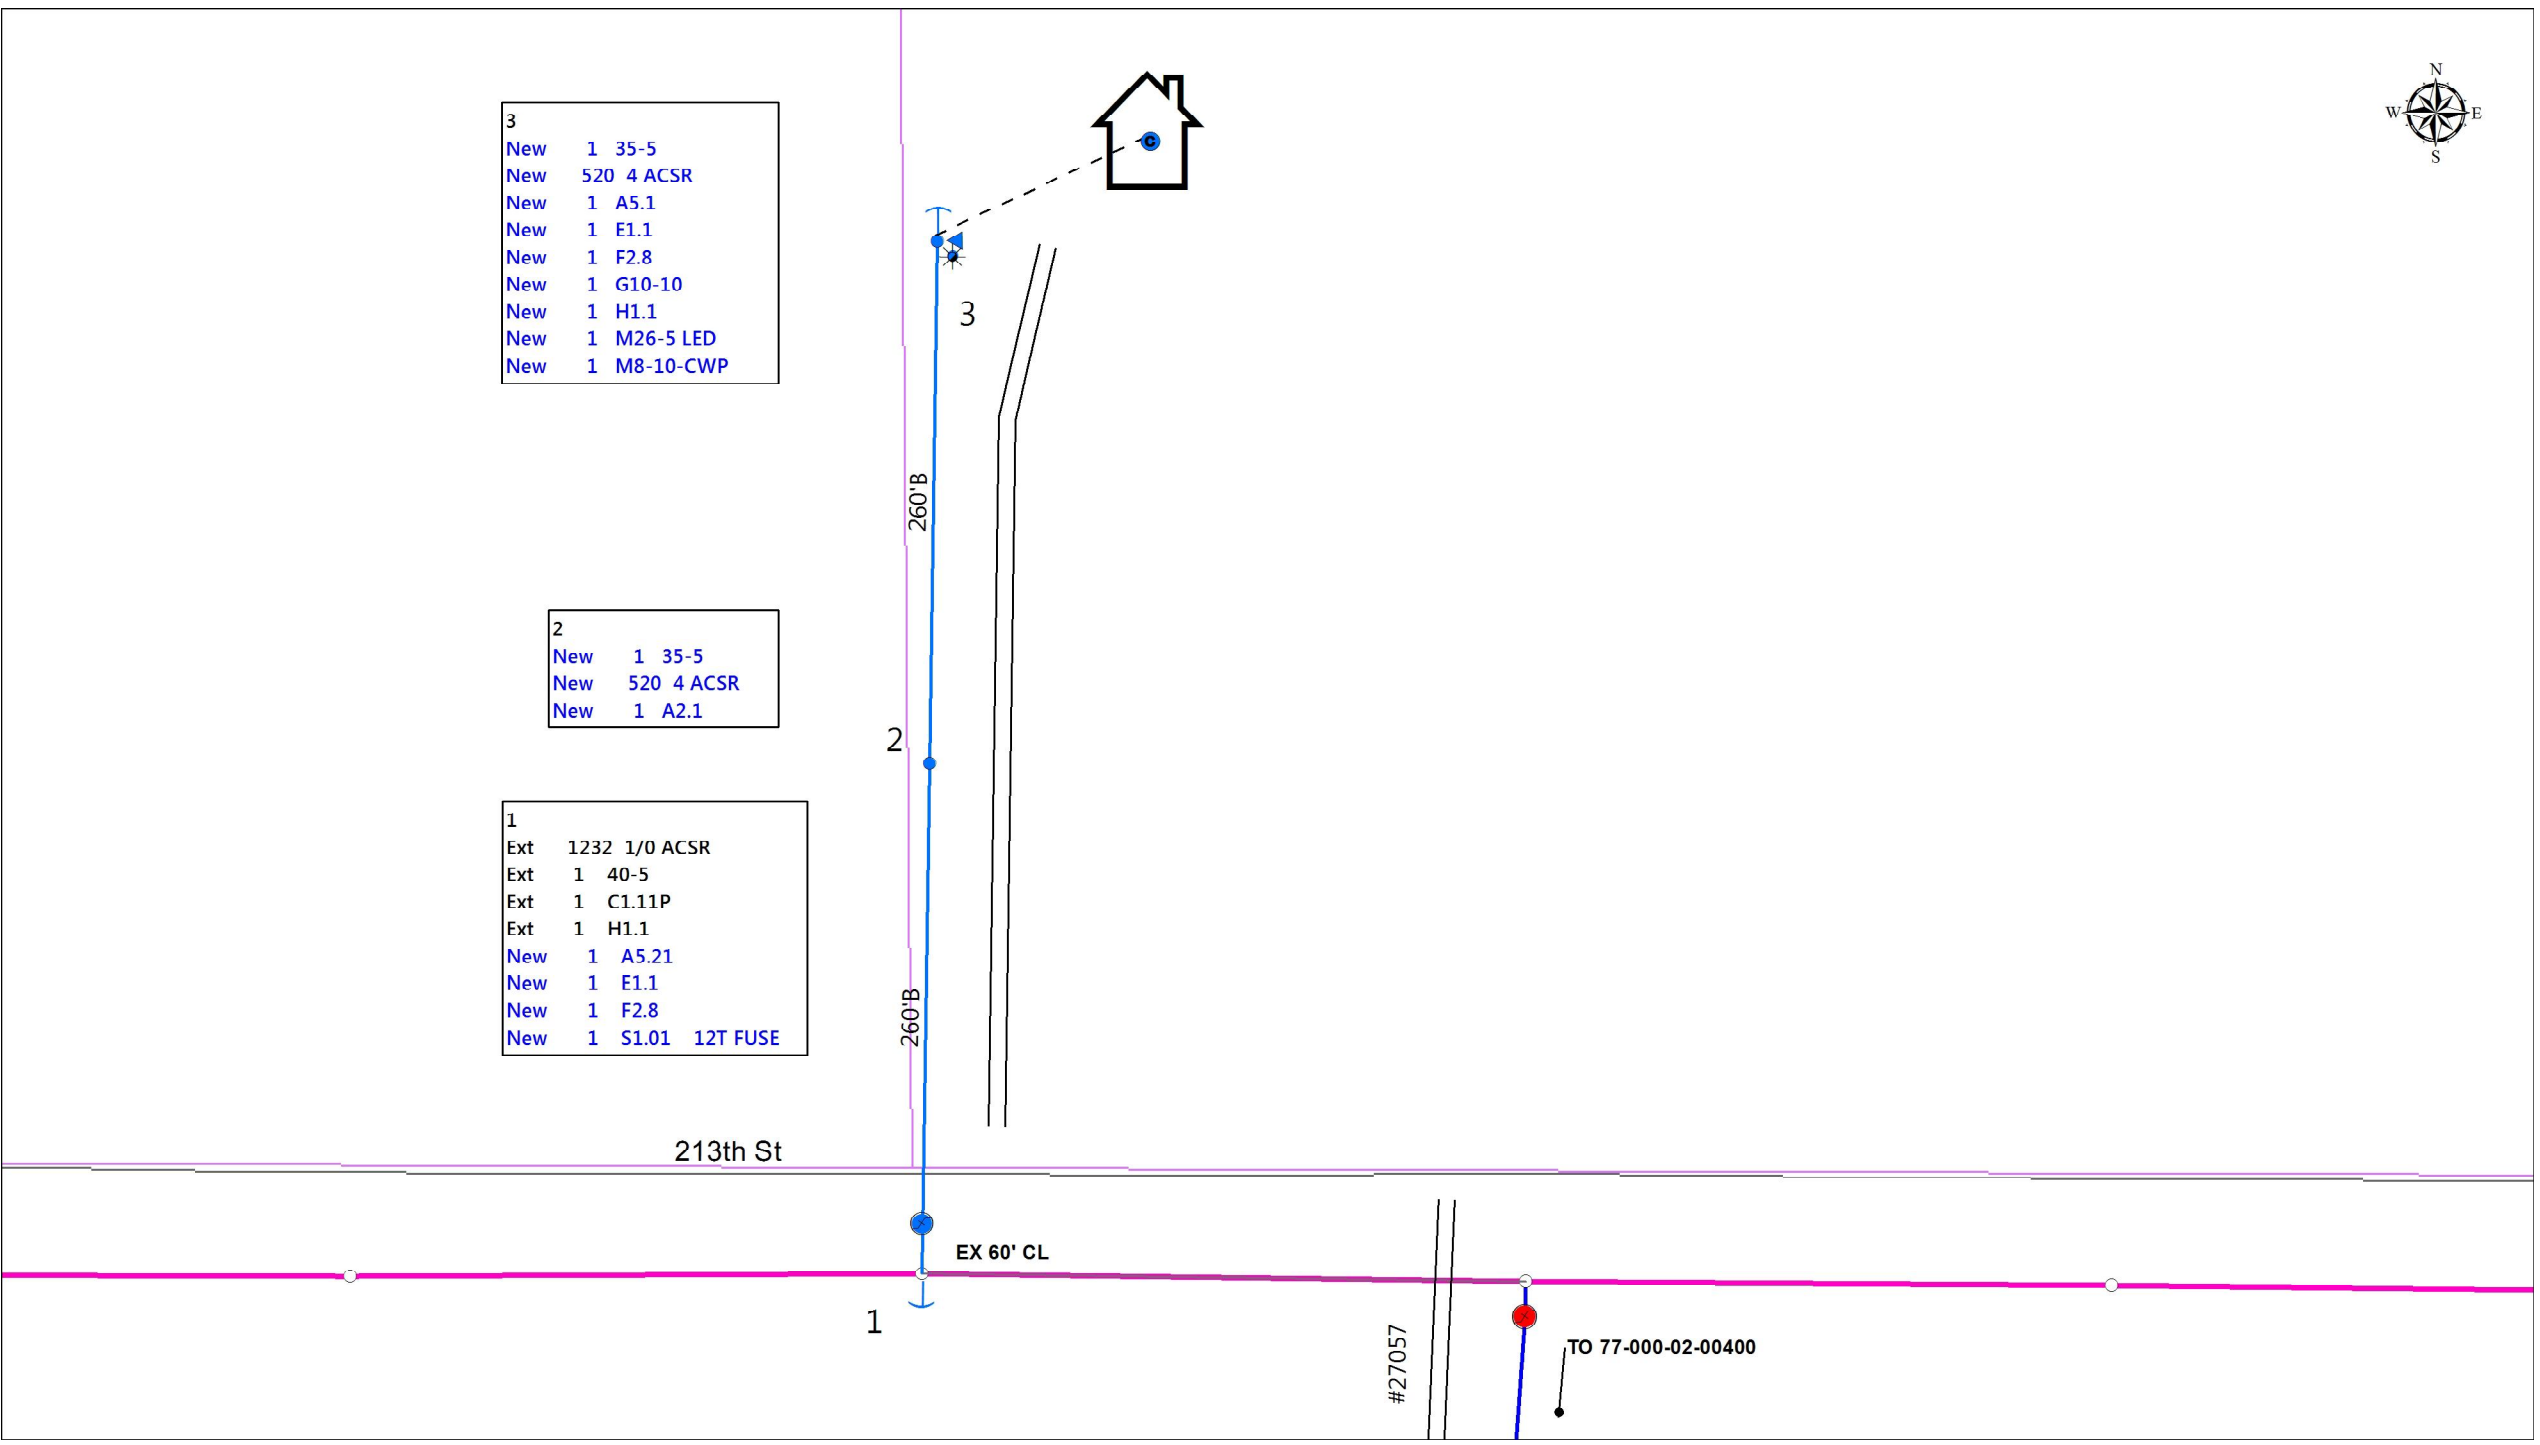 N
W E
S
3
New 1 35-5
New 520 4 ACSR
New 1 A5.1
New 1 E1.1
New 1 F2.8
New 1 G10-10
New 1 H1.1
New 1 M26-5 LED
New 1 M8-10-CWP
C
3
260'B
2
New 1 35-5
New 520 4 ACSR
New 1 A2.1
2
1
Ext 1232 1/0 ACSR
Ext 1 40-5
Ext 1 C1.11P
Ext 1 H1.1
New 1 A5.21
New 1 E1.1
New 1 F2.8
New 1 S1.01 12T FUSE
260'B
213th St
EX 60' CL
1
#27057
TO 77-000-02-00400